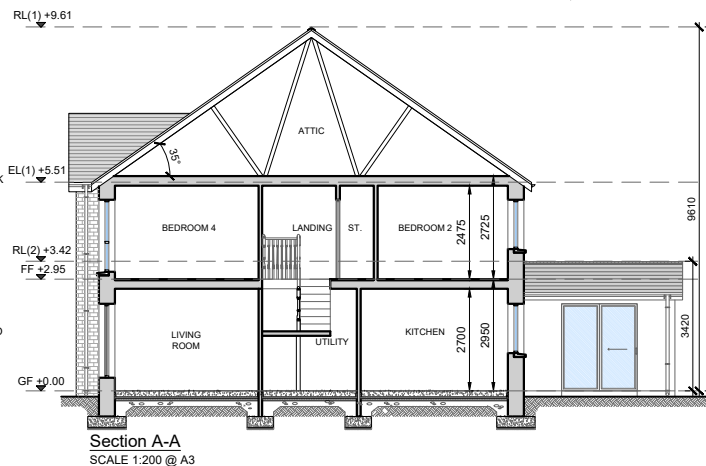 RL(1) +9.61
ATTIC
35°
EL(1) +5.51
K
BEDROOM 4
LANDING
ST.
BEDROOM 2
2475
2725
9610
RL(2) +3.42
FF +2.95
LIVING
ROOM
UTILITY
KITCHEN
2700
2950
3420
GF +0.00
Section A-A
SCALE 1:200 @ A3